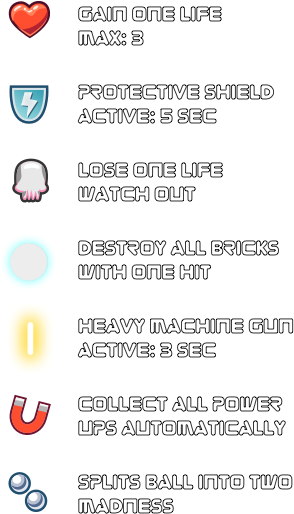 GAIN ONE LIFE
MAX: 3
PROTECTIVE SHIELD
ACTIVE: 5 SEC
LOSE ONE LIFE
WATCH OUT
DESTROY ALL BRICKS
WITH ONE HIT
HEAVY MACHINE GUN
ACTIVE: 3 SEC
COLLECT ALL POWER
UPS AUTOMATICALLY
SPLITS BALL INTO TWO
MADNESS